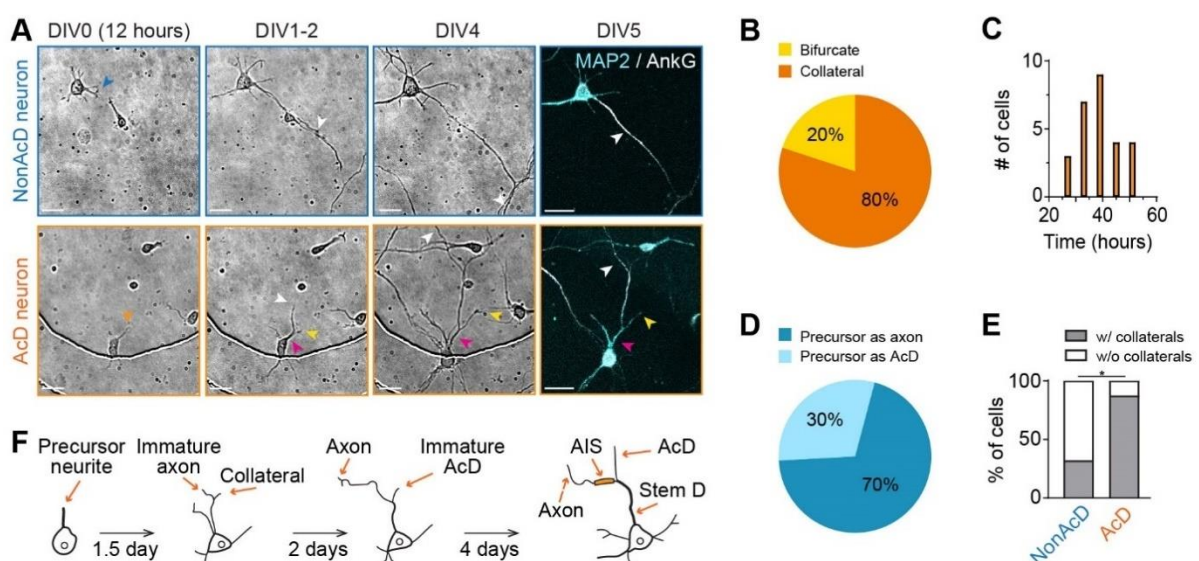 A
DIV0 (12 hours)
DIV1-2
DIV4
DIV5
NonAcD neuron
MAP2 / AnkG
AcD neuron
B
Bifurcate
Collateral
20%
80%
C
# of cells
10
5
0
20
40
60
Time (hours)
D
Precursor as axon
Precursor as AcD
30%
70%
E
w/ collaterals
w/o collaterals
*
% of cells
100
50
0
NonAcD
AcD
F
Precursor
neurite
1.5 day
Immature
axon
Collateral
2 days
Axon
Immature
AcD
4 days
AIS
AcD
Axon
Stem D